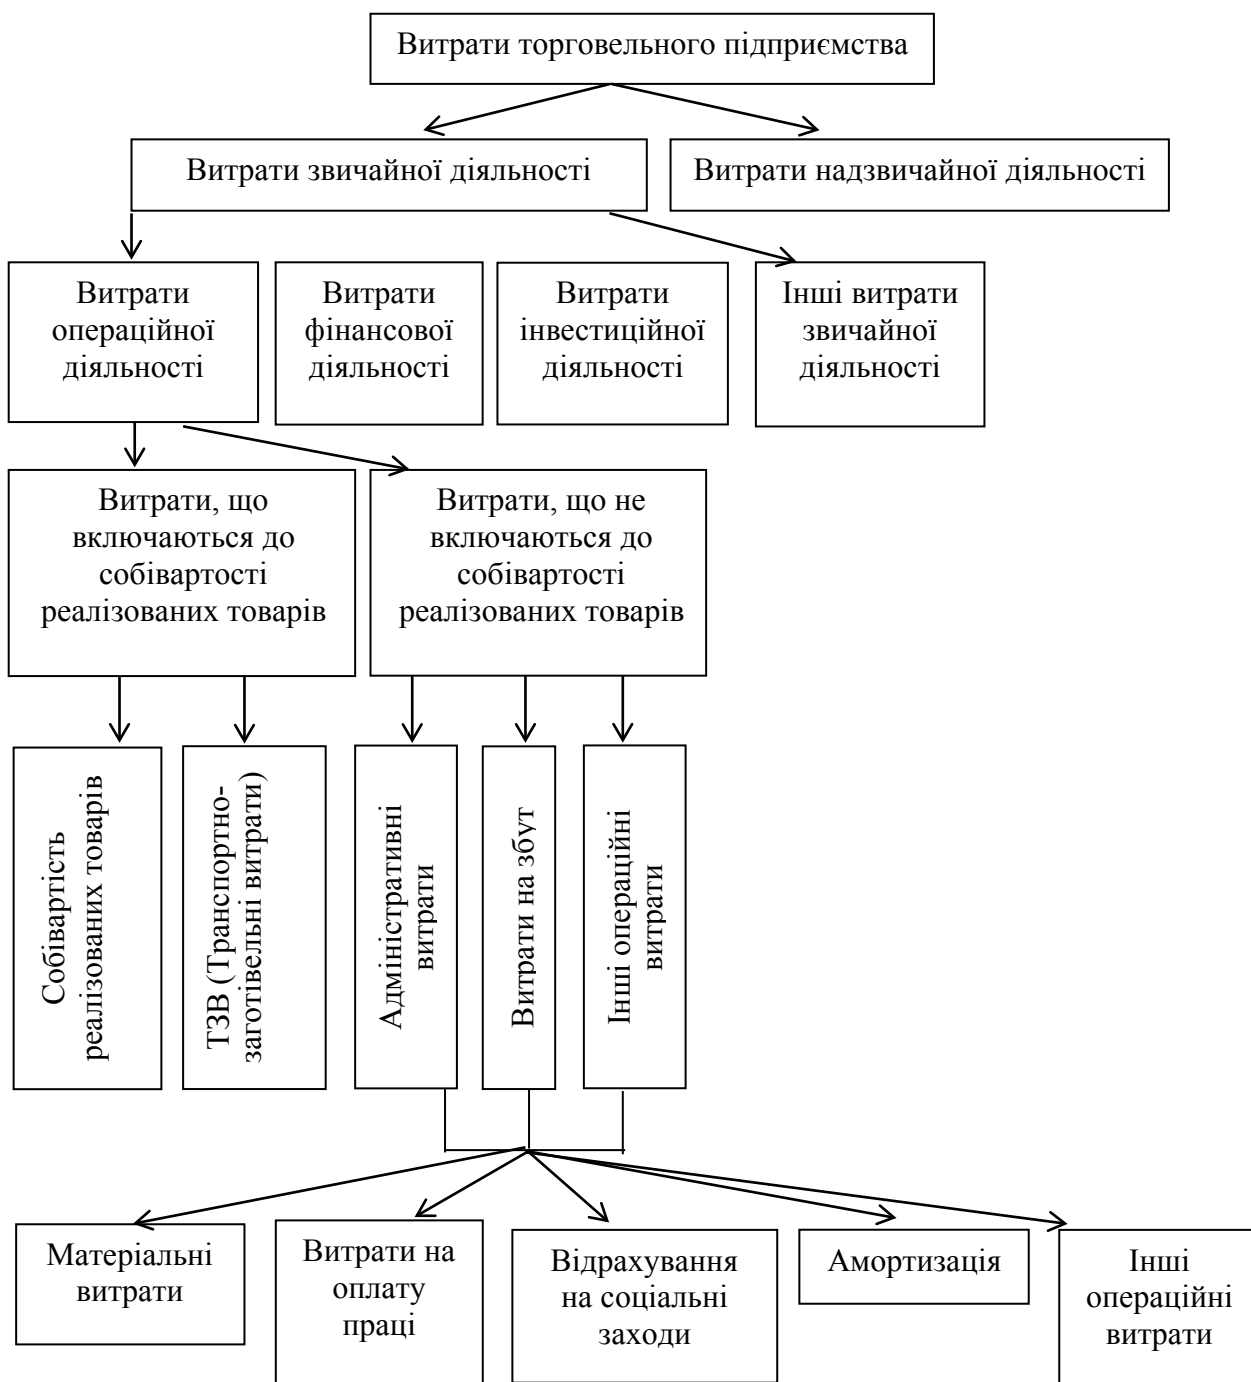 Витрати торговельного підприємства
Витрати звичайної діяльності
Витрати надзвичайної діяльності
Витрати
операційної
діяльності
Витрати
фінансової
діяльності
Витрати
інвестиційної
діяльності
Інші витрати
звичайної
діяльності
Витрати, що
включаються до
собівартості
реалізованих товарів
Витрати, що не
включаються до
собівартості
реалізованих товарів
Собівартість
реалізованих товарів
ТЗВ (Транспортно-
заготівельні витрати)
Адміністративні
витрати
Витрати на збут
Інші операційні
витрати
Матеріальні
витрати
Витрати на
оплату
праці
Відрахування
на соціальні
заходи
Амортизація
Інші
операційні
витрати